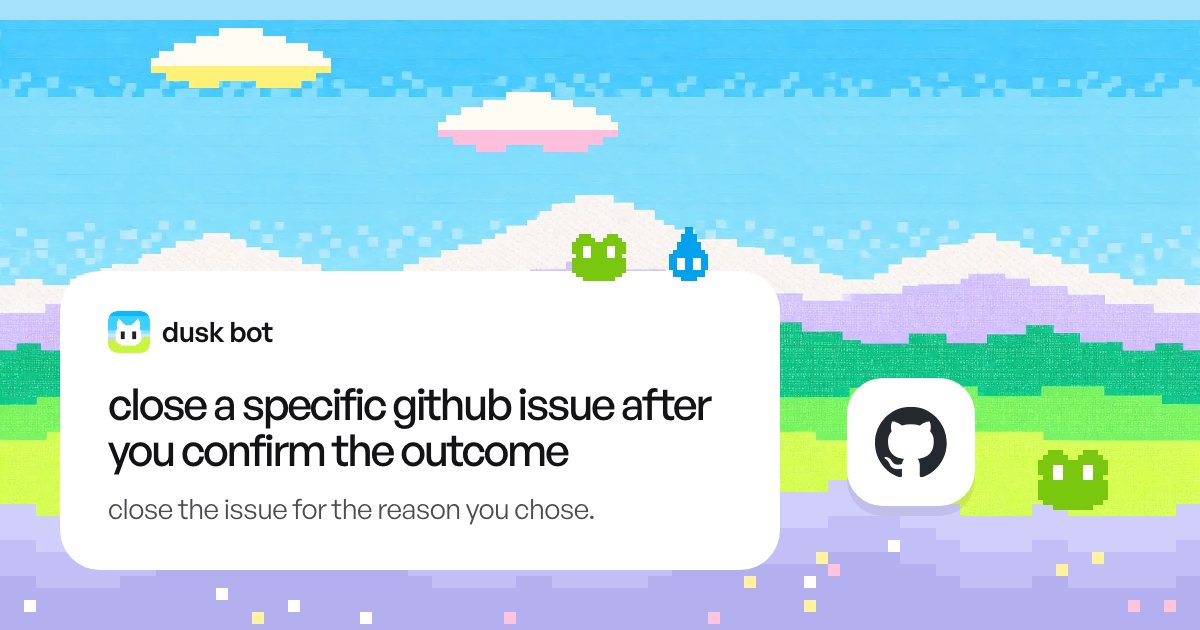 dusk bot
close a specific github issue after
you confirm the outcome
close the issue for the reason you chose.